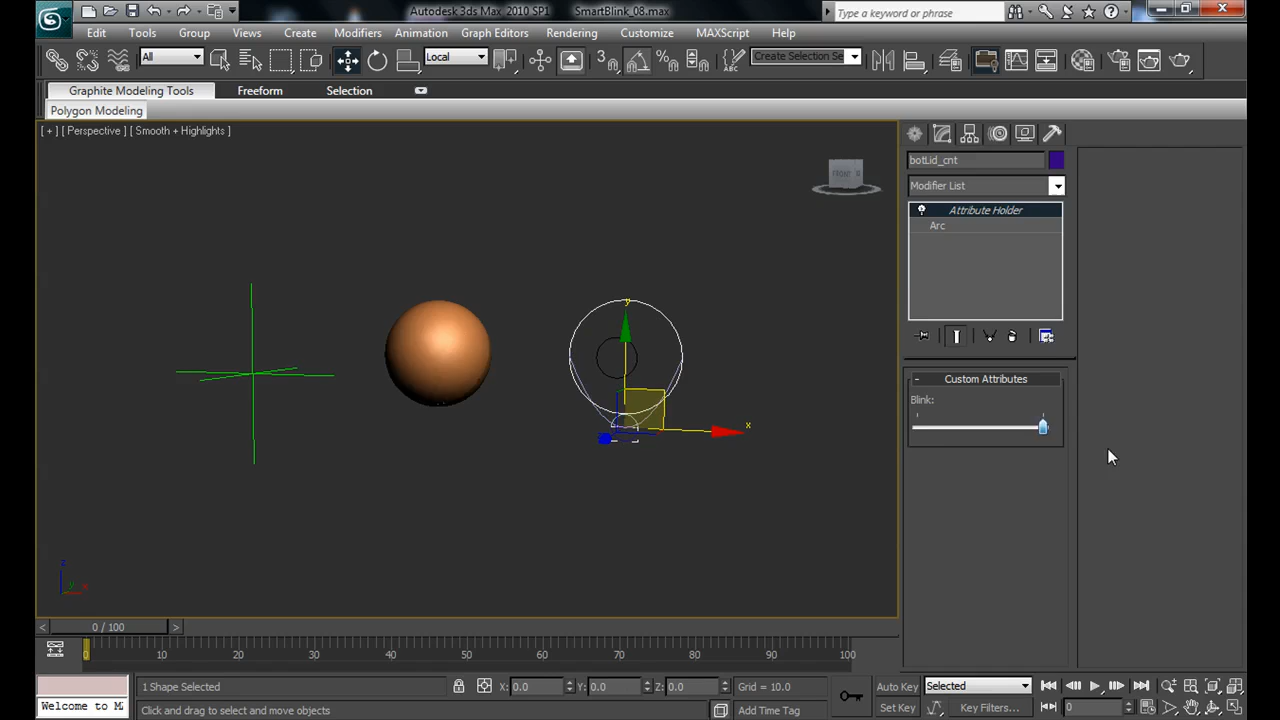 Autodesk 3ds Max 2010 SP1 SmartBlink_08.max
Type a keyword or phrase
Edit Tools Group Views Create Modifiers Animation Graph Editors Rendering Customize MAXScript Help
All
Local
3
Create Selection Se
Graphite Modeling Tools Freeform Selection
Polygon Modeling
[ + ] [ Perspective ] [ Smooth + Highlights ]
FRONT
botLid_cnt
Modifier List
Attribute Holder
Arc
Custom Attributes
Blink:
y
x
z
y
x
0 / 100
0 10 20 30 40 50 60 70 80 90 100
1 Shape Selected X: 0.0 Y: 0.0 Z: 0.0 Grid = 10.0 Auto Key Selected
Welcome to M
Click and drag to select and move objects Add Time Tag Set Key Key Filters... 0